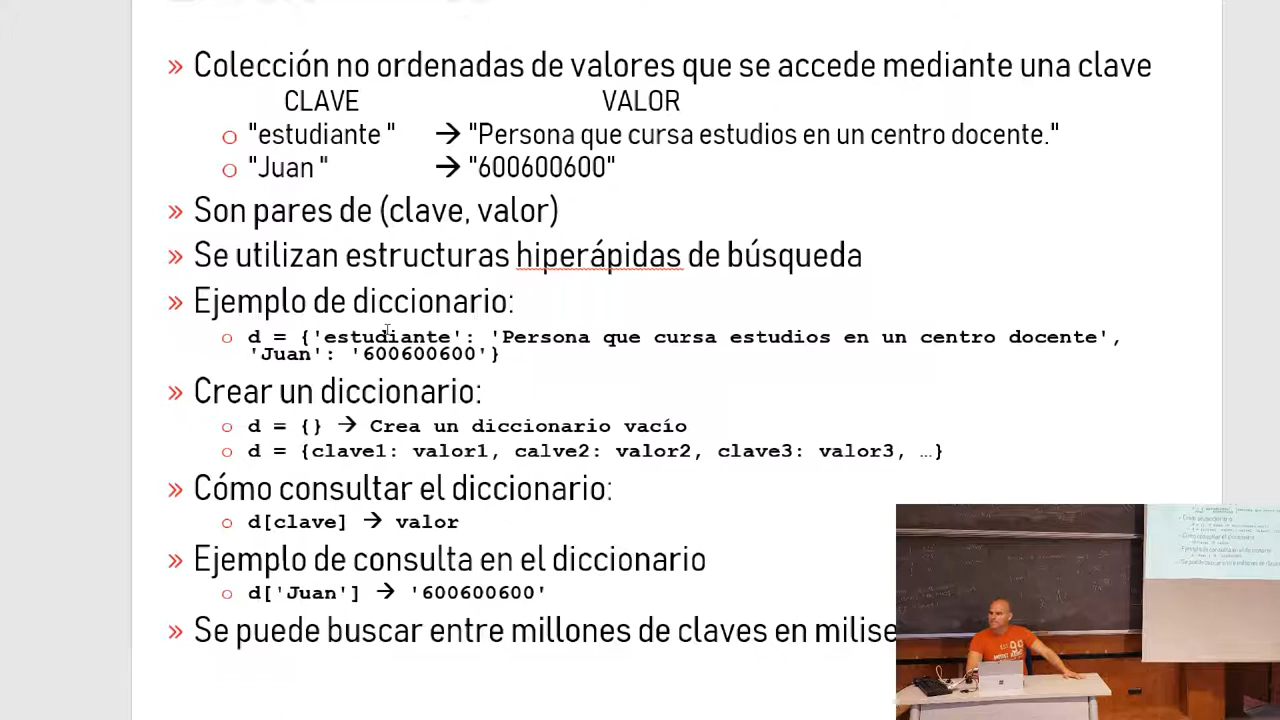 » Colección no ordenadas de valores que se accede mediante una clave
CLAVE VALOR
o "estudiante " → "Persona que cursa estudios en un centro docente."
o "Juan " → "600600600"
» Son pares de (clave, valor)
» Se utilizan estructuras hiperápidas de búsqueda
» Ejemplo de diccionario:
o d = {'estudiante': 'Persona que cursa estudios en un centro docente',
'Juan': '600600600'}
» Crear un diccionario:
o d = {} → Crea un diccionario vacío
o d = {clave1: valor1, calve2: valor2, clave3: valor3, …}
» Cómo consultar el diccionario:
o d[clave] → valor
» Ejemplo de consulta en el diccionario
o d['Juan'] → '600600600'
» Se puede buscar entre millones de claves en milise